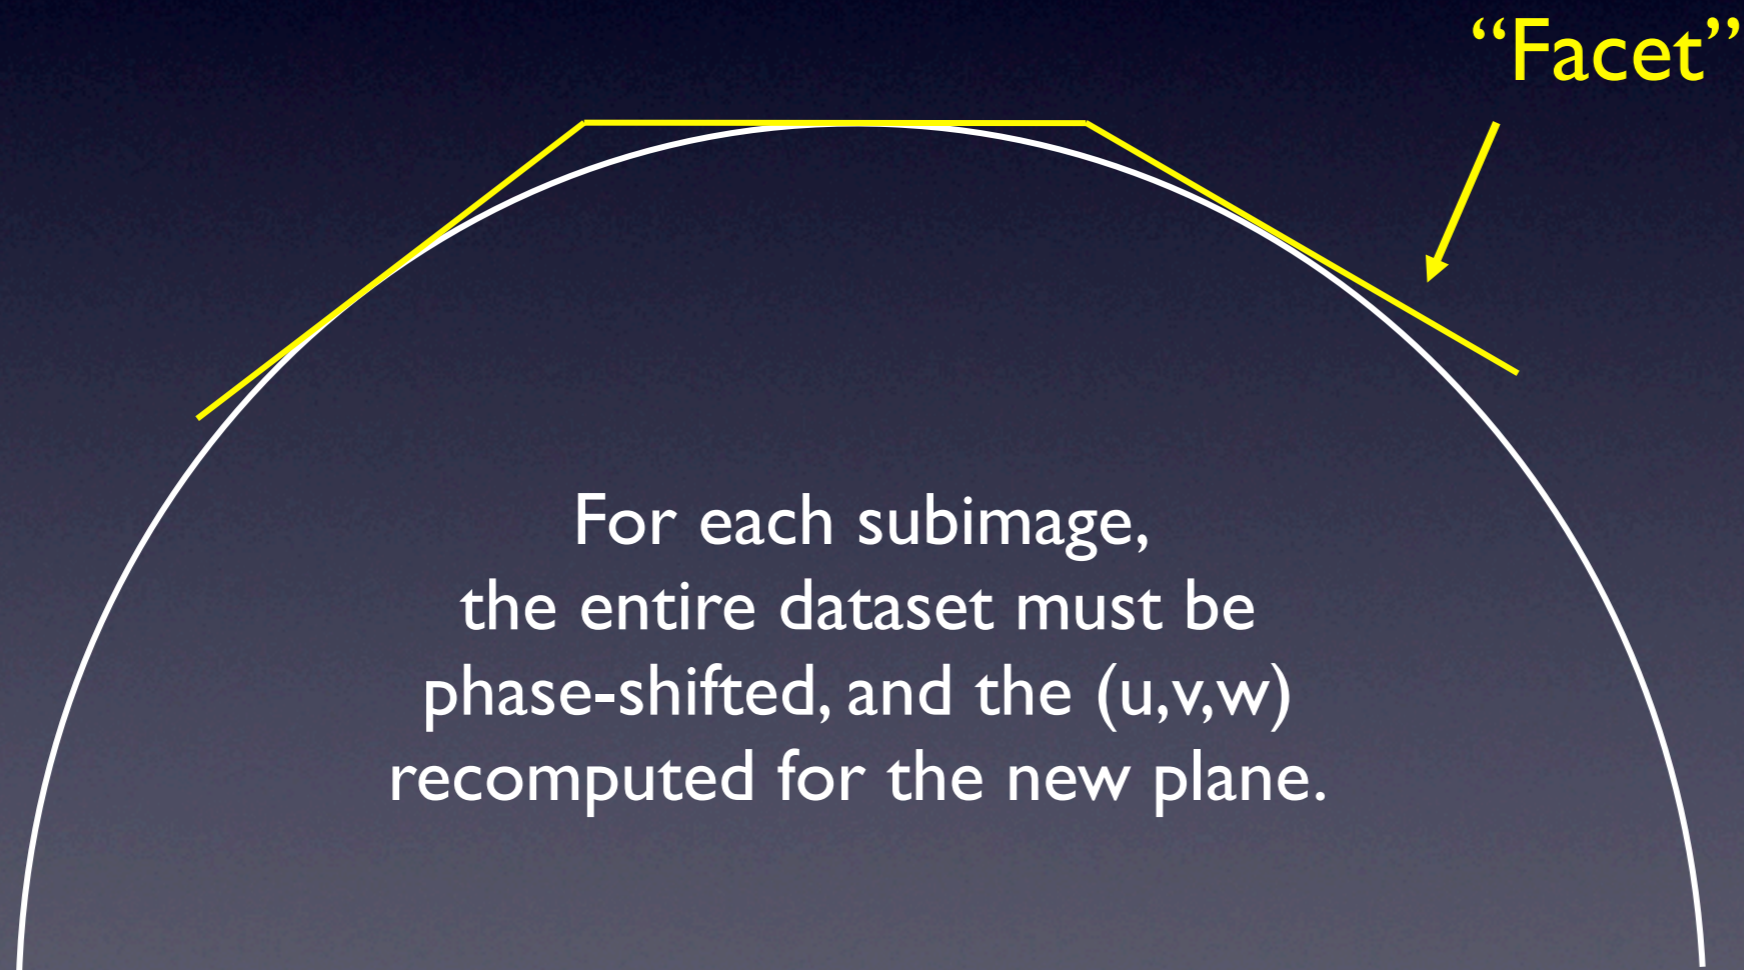 “Facet”
For each subimage,
the entire dataset must be
phase-shifted, and the (u,v,w)
recomputed for the new plane.